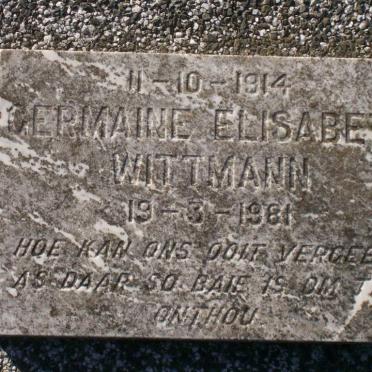 11-10-1914
GERMAINE ELISABET
WITTMANN
19-3-1981
HOE KAN ONS OOIT VERGEE
AS DAAR SO BAIE IS OM
ONTHOU